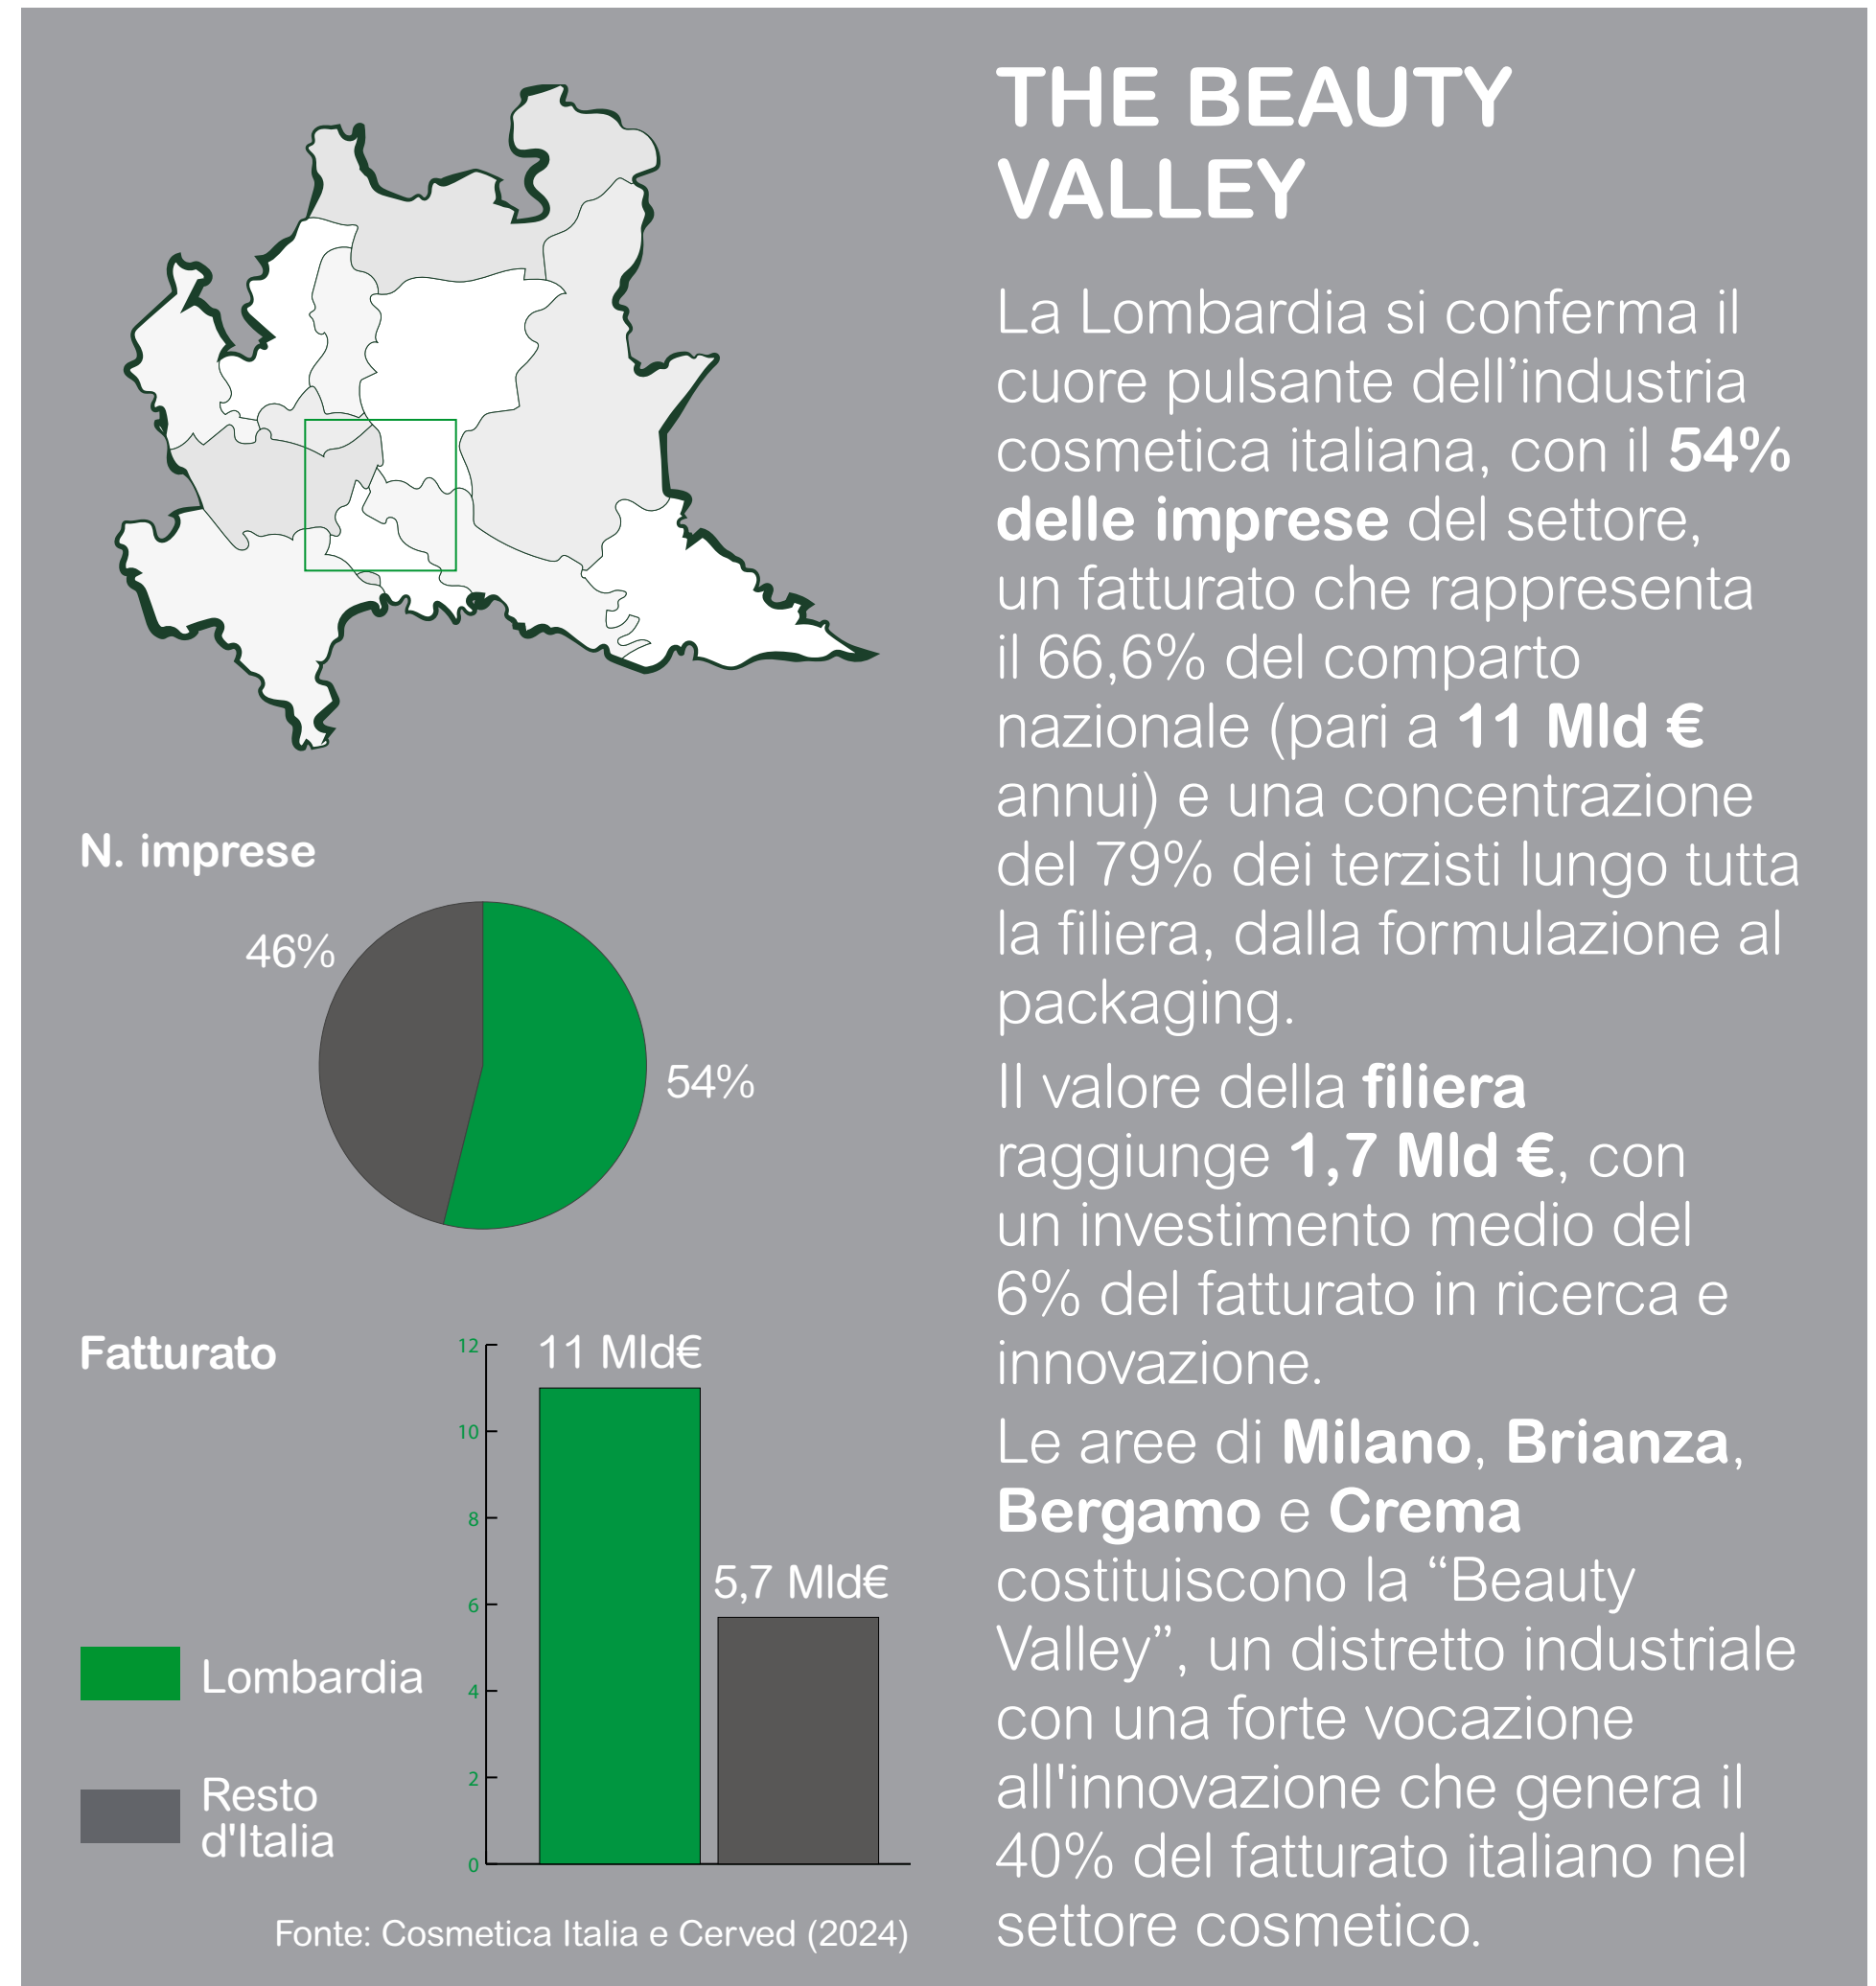 THE BEAUTY
VALLEY
La Lombardia si conferma il
cuore pulsante dell’industria
cosmetica italiana, con il 54%
delle imprese del settore,
un fatturato che rappresenta
il 66,6% del comparto
nazionale (pari a 11 Mld €
annui) e una concentrazione
del 79% dei terzisti lungo tutta
la filiera, dalla formulazione al
packaging.
Il valore della filiera
raggiunge 1,7 Mld €, con
un investimento medio del
6% del fatturato in ricerca e
innovazione.
Le aree di Milano, Brianza,
Bergamo e Crema
costituiscono la “Beauty
Valley”, un distretto industriale
con una forte vocazione
all'innovazione che genera il
40% del fatturato italiano nel
settore cosmetico.
N. imprese
46%
54%
Fatturato
12
11 Mld€
10
8
5,7 Mld€
6
4
2
0
Lombardia
Resto
d'Italia
Fonte: Cosmetica Italia e Cerved (2024)